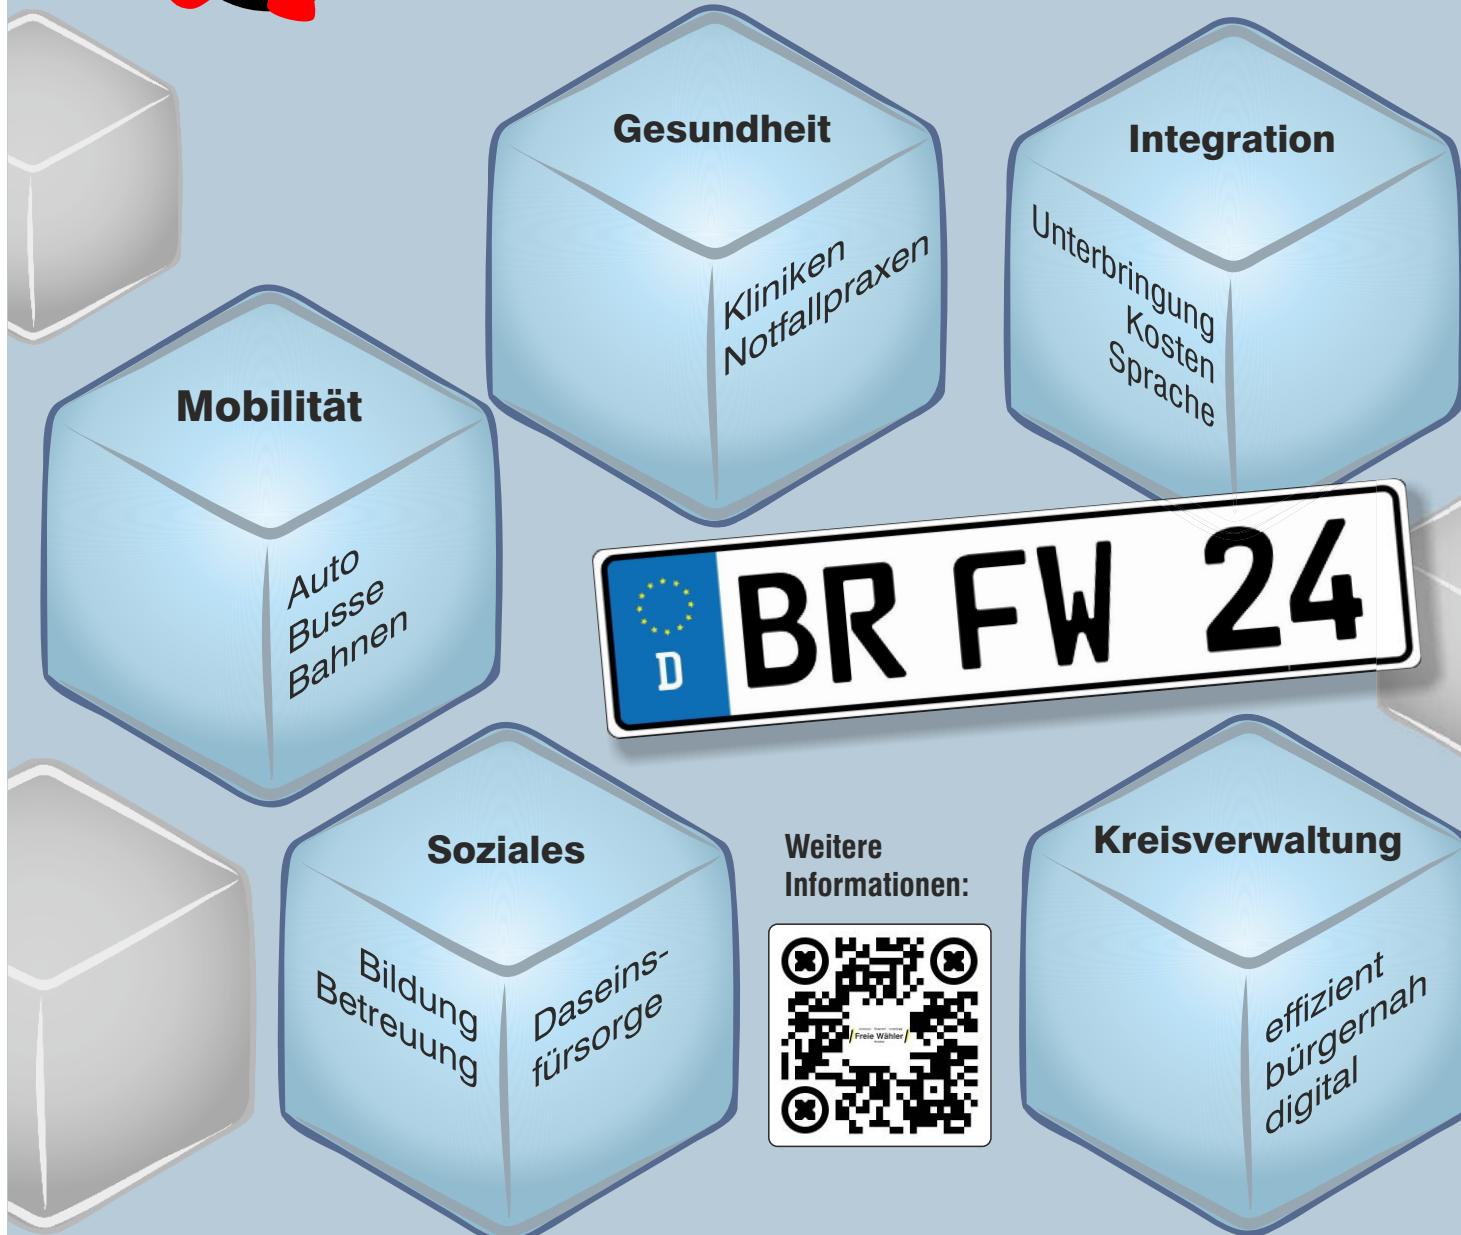 Gesundheit
Kliniken
Notfallpraxen
Integration
Unterbringung
Kosten
Sprache
Mobilität
Auto
Busse
Bahnen
D
BR FW 24
Soziales
Bildung
Betreuung
Daseins-
fürsorge
Weitere
Informationen:
Freie Wähler
Kreisverwaltung
effizient
bürgernah
digital